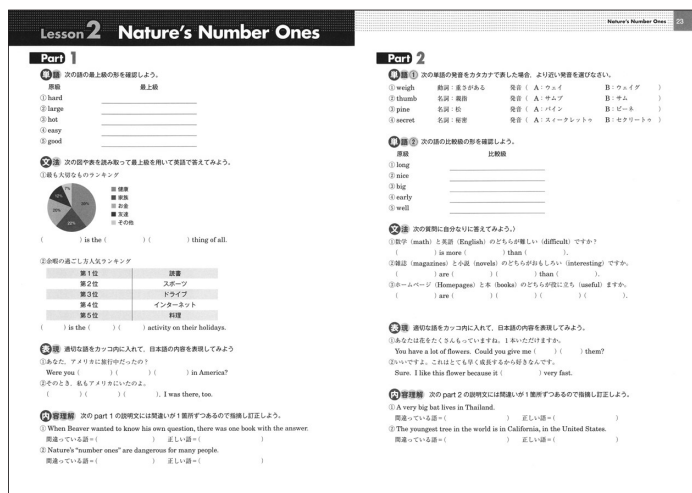 Lesson 2 Nature's Number Ones
Part 1
単語 次の語の最上級の形を確認しよう。
原級 最上級
① hard
② large
③ hot
④ easy
⑤ good
文法 次の図や表を読み取って最上級を用いて英語で答えてみよう。
①最も大切なものランキング
健康
家族
お金
友達
その他
( ) is the ( ) ( ) thing of all.
②余暇の過ごし方人気ランキング
第1位 読書
第2位 スポーツ
第3位 ドライブ
第4位 インターネット
第5位 料理
( ) is the ( ) ( ) activity on their holidays.
表現 適切な語をカッコ内に入れて、日本語の内容を表現してみよう
①あなた、アメリカに旅行中だったの?
Were you ( ) ( ) ( ) in America?
②そのとき、私もアメリカにいたのよ。
( ) ( ) ( ), I was there, too.
内容理解 次の part 1 の説明文には間違いが1箇所ずつあるので指摘し訂正しよう。
① When Beaver wanted to know his own question, there was one book with the answer.
間違っている語=( ) 正しい語=( )
② Nature's "number ones" are dangerous for many people.
間違っている語=( ) 正しい語=( )
Nature's Number Ones 23
Part 2
単語① 次の単語の発音をカタカナで表した場合、より近い発音を選びなさい。
① weigh 動詞:重さがある 発音 ( A:ウェイ B:ウェイグ )
② thumb 名詞:親指 発音 ( A:サムブ B:サム )
③ pine 名詞:松 発音 ( A:パイン B:ピーネ )
④ secret 名詞:秘密 発音 ( A:スィークレットゥ B:セクリートゥ )
単語② 次の語の比較級の形を確認しよう。
原級 比較級
① long
② nice
③ big
④ early
⑤ well
文法 次の質問に自分なりに答えてみよう。)
①数学 (math) と英語 (English) のどちらが難しい (difficult) ですか?
( ) is more ( ) than ( ).
②雑誌 (magazines) と小説 (novels) のどちらがおもしろい (interesting) ですか。
( ) are ( ) ( ) than ( ).
③ホームページ (Homepages) と本 (books) のどちらが役に立ち (useful) ますか。
( ) are ( ) ( ) ( ) ( ).
表現 適切な語をカッコ内に入れて、日本語の内容を表現してみよう。
①あなたは花をたくさんもっていますね。1本いただけますか。
You have a lot of flowers. Could you give me ( ) ( ) them?
②いいですよ。これはとても早く成長するから好きなんです。
Sure. I like this flower because it ( ) very fast.
内容理解 次の part 2 の説明文には間違いが1箇所ずつあるので指摘し訂正しよう。
① A very big bat lives in Thailand.
間違っている語=( ) 正しい語=( )
② The youngest tree in the world is in California, in the United States.
間違っている語=( ) 正しい語=( )